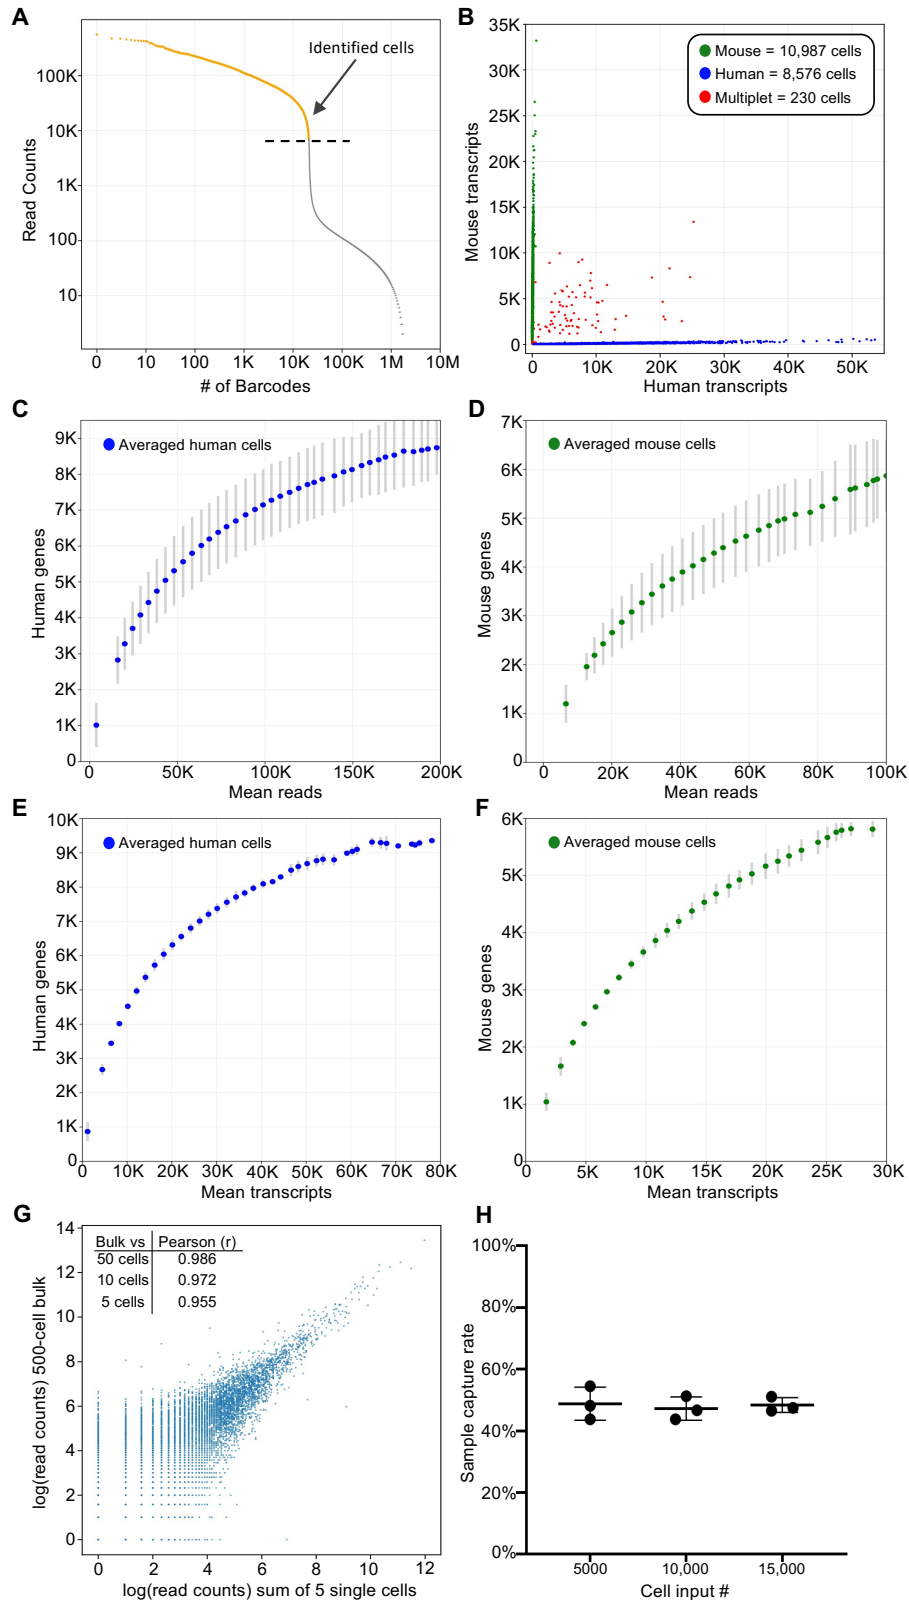 A
Identified cells
100K
10K
1K
100
10
Read Counts
0 10 100 1K 10K 100K 1M 10M
# of Barcodes
B
Mouse = 10,987 cells
Human = 8,576 cells
Multiplet = 230 cells
35K
30K
25K
20K
15K
10K
5K
0
Mouse transcripts
0 10K 20K 30K 40K 50K
Human transcripts
C
Averaged human cells
9K
8K
7K
6K
5K
4K
3K
2K
1K
0
Human genes
0 50K 100K 150K 200K
Mean reads
D
Averaged mouse cells
7K
6K
5K
4K
3K
2K
1K
0
Mouse genes
0 20K 40K 60K 80K 100K
Mean reads
E
Averaged human cells
10K
9K
8K
7K
6K
5K
4K
3K
2K
1K
0
Human genes
0 10K 20K 30K 40K 50K 60K 70K 80K
Mean transcripts
F
Averaged mouse cells
6K
5K
4K
3K
2K
1K
0
Mouse genes
0 5K 10K 15K 20K 25K 30K
Mean transcripts
G
Bulk vs Pearson (r)
50 cells 0.986
10 cells 0.972
5 cells 0.955
14
12
10
8
6
4
2
0
log(read counts) 500-cell bulk
0 2 4 6 8 10 12
log(read counts) sum of 5 single cells
H
100%
80%
60%
40%
20%
0%
Sample capture rate
5000 10,000 15,000
Cell input #